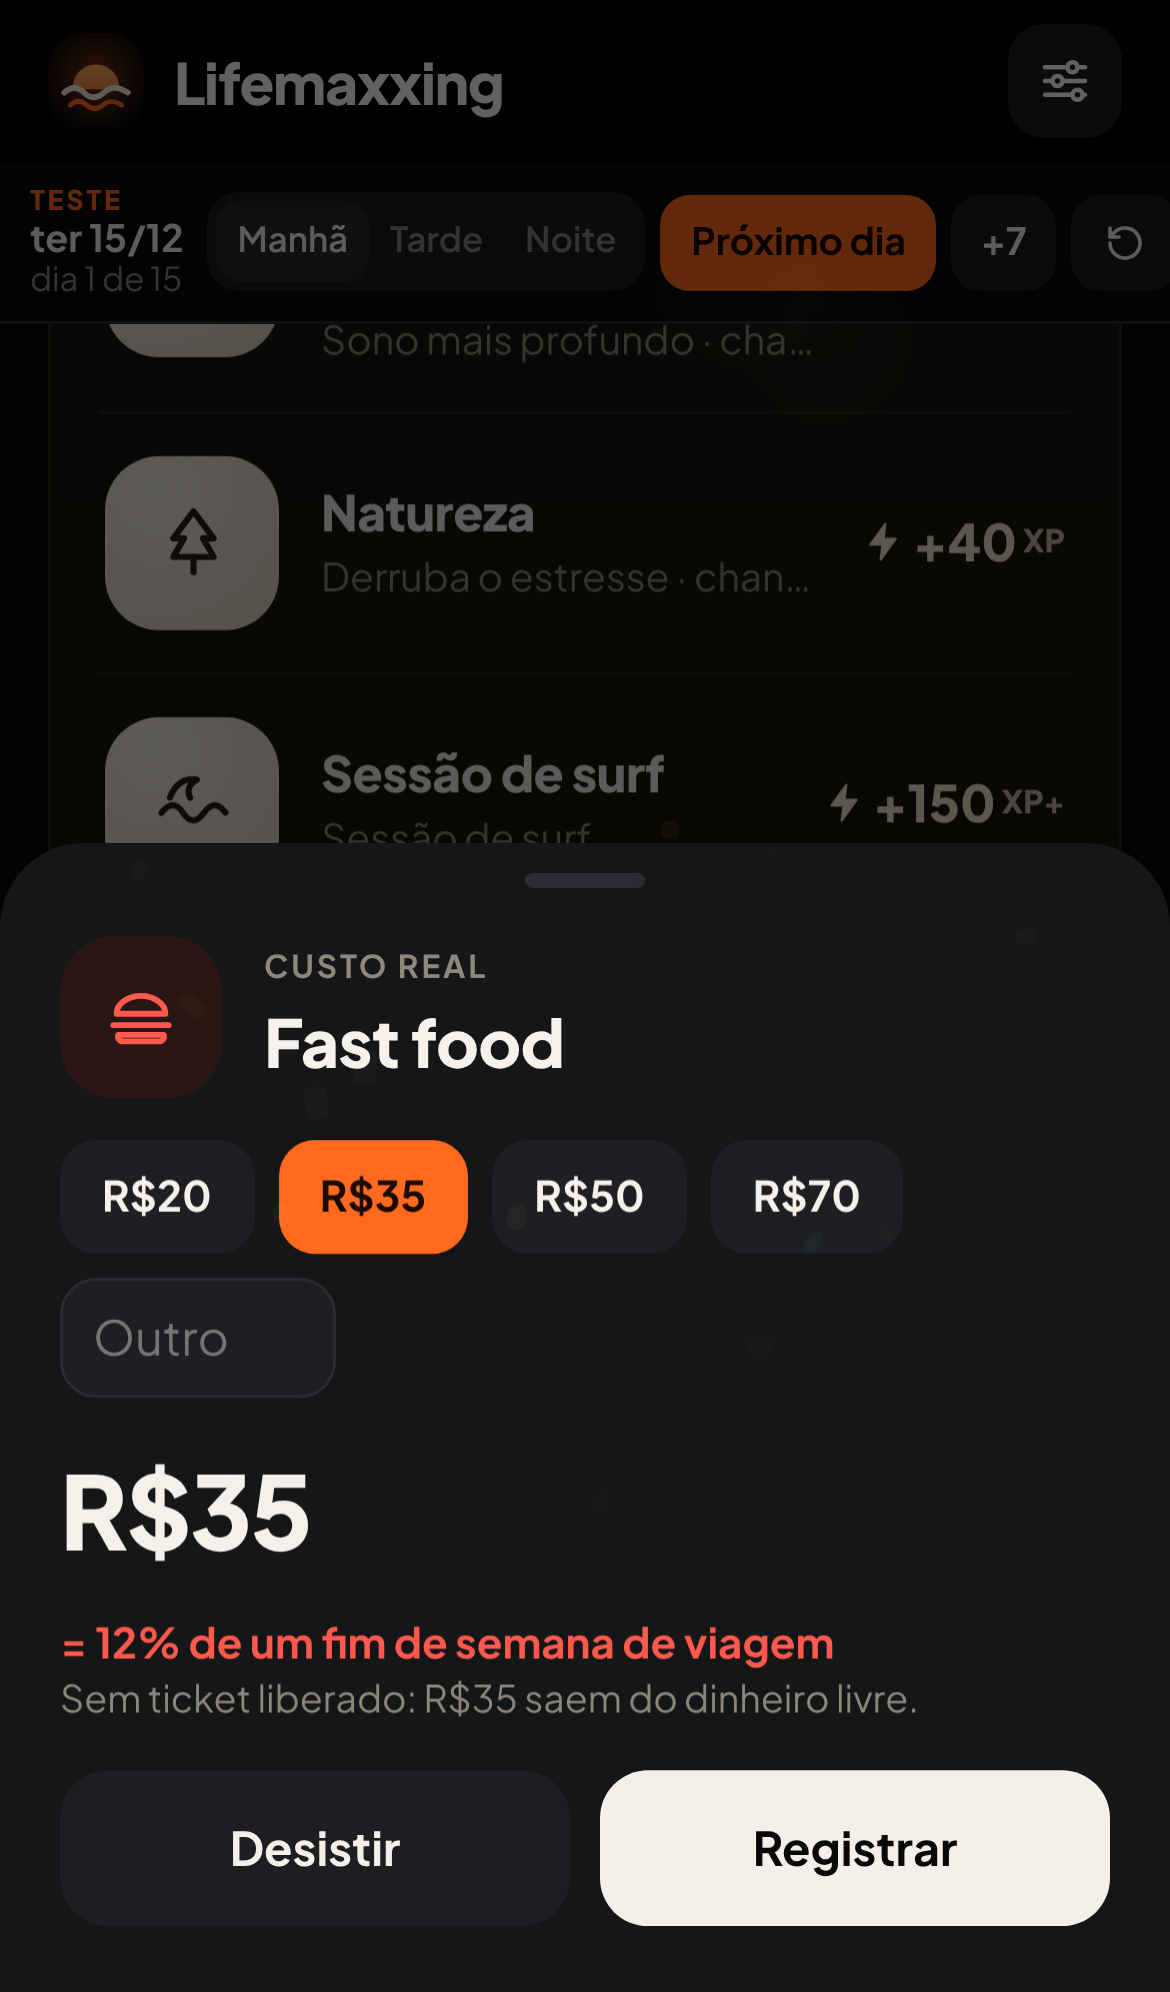 Lifemaxxing
TESTE
ter 15/12
dia 1 de 15
Manhã
Tarde
Noite
Próximo dia
+7
Sono mais profundo · cha...
Natureza
Derruba o estresse · chan...
+40 XP
Sessão de surf
Sessão de surf
+150 XP+
CUSTO REAL
Fast food
R$20
R$35
R$50
R$70
Outro
R$35
= 12% de um fim de semana de viagem
Sem ticket liberado: R$35 saem do dinheiro livre.
Desistir
Registrar